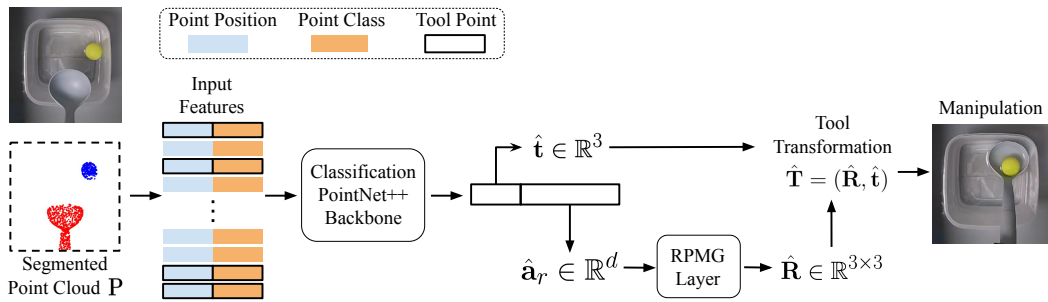 Point Position
Point Class
Tool Point
Input
Features
Segmented
Point Cloud P
⋮
Classification
PointNet++
Backbone
t̂ ∈ ℝ³
â_r ∈ ℝ^d
RPMG
Layer
R̂ ∈ ℝ^{3×3}
Tool
Transformation
T̂ = (R̂, t̂)
Manipulation